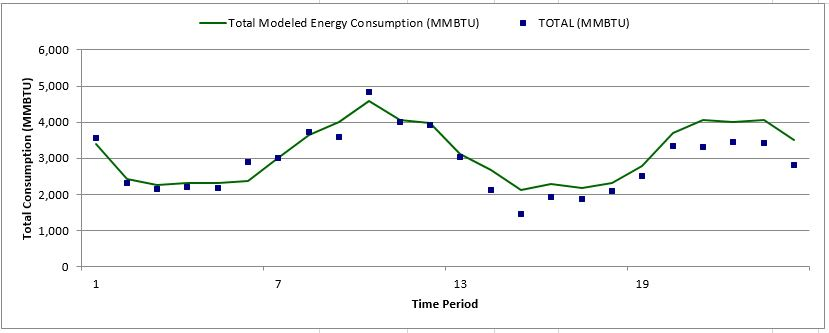 Total Modeled Energy Consumption (MMBTU) TOTAL (MMBTU)
6,000
5,000
4,000
3,000
2,000
1,000
0
Total Consumption (MMBTU)
1 7 13 19
Time Period